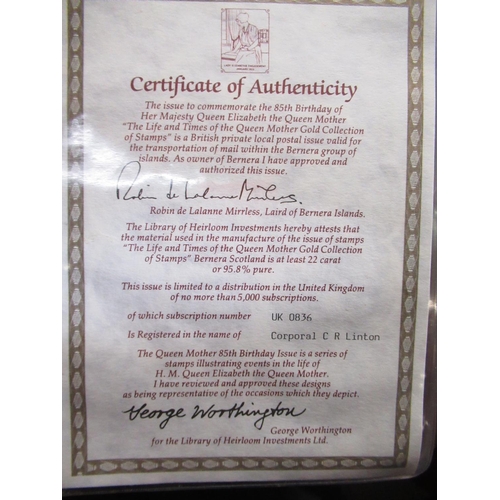 Certificate of Authenticity
The issue to commemorate the 85th Birthday of
Her Majesty Queen Elizabeth the Queen Mother
"The Life and Times of the Queen Mother Gold Collection
of Stamps" is a British private local postal issue valid for
the transportation of mail within the Bernera group of
islands. As owner of Bernera I have approved and
authorized this issue.
Robin de Lalanne Mirrlees.
Robin de Lalanne Mirrless, Laird of Bernera Islands.
The Library of Heirloom Investments hereby attests that
the material used in the manufacture of the issue of stamps
"The Life and Times of the Queen Mother Gold Collection
of Stamps" Bernera Scotland is at least 22 carat
or 95.8% pure.
This issue is limited to a distribution in the United Kingdom
of no more than 5,000 subscriptions.
of which subscription number UK 0836
Is Registered in the name of Corporal C R Linton
The Queen Mother 85th Birthday Issue is a series of
stamps illustrating events in the life of
H. M. Queen Elizabeth the Queen Mother.
I have reviewed and approved these designs
as being representative of the occasions which they depict.
George Worthington
George Worthington
for the Library of Heirloom Investments Ltd.